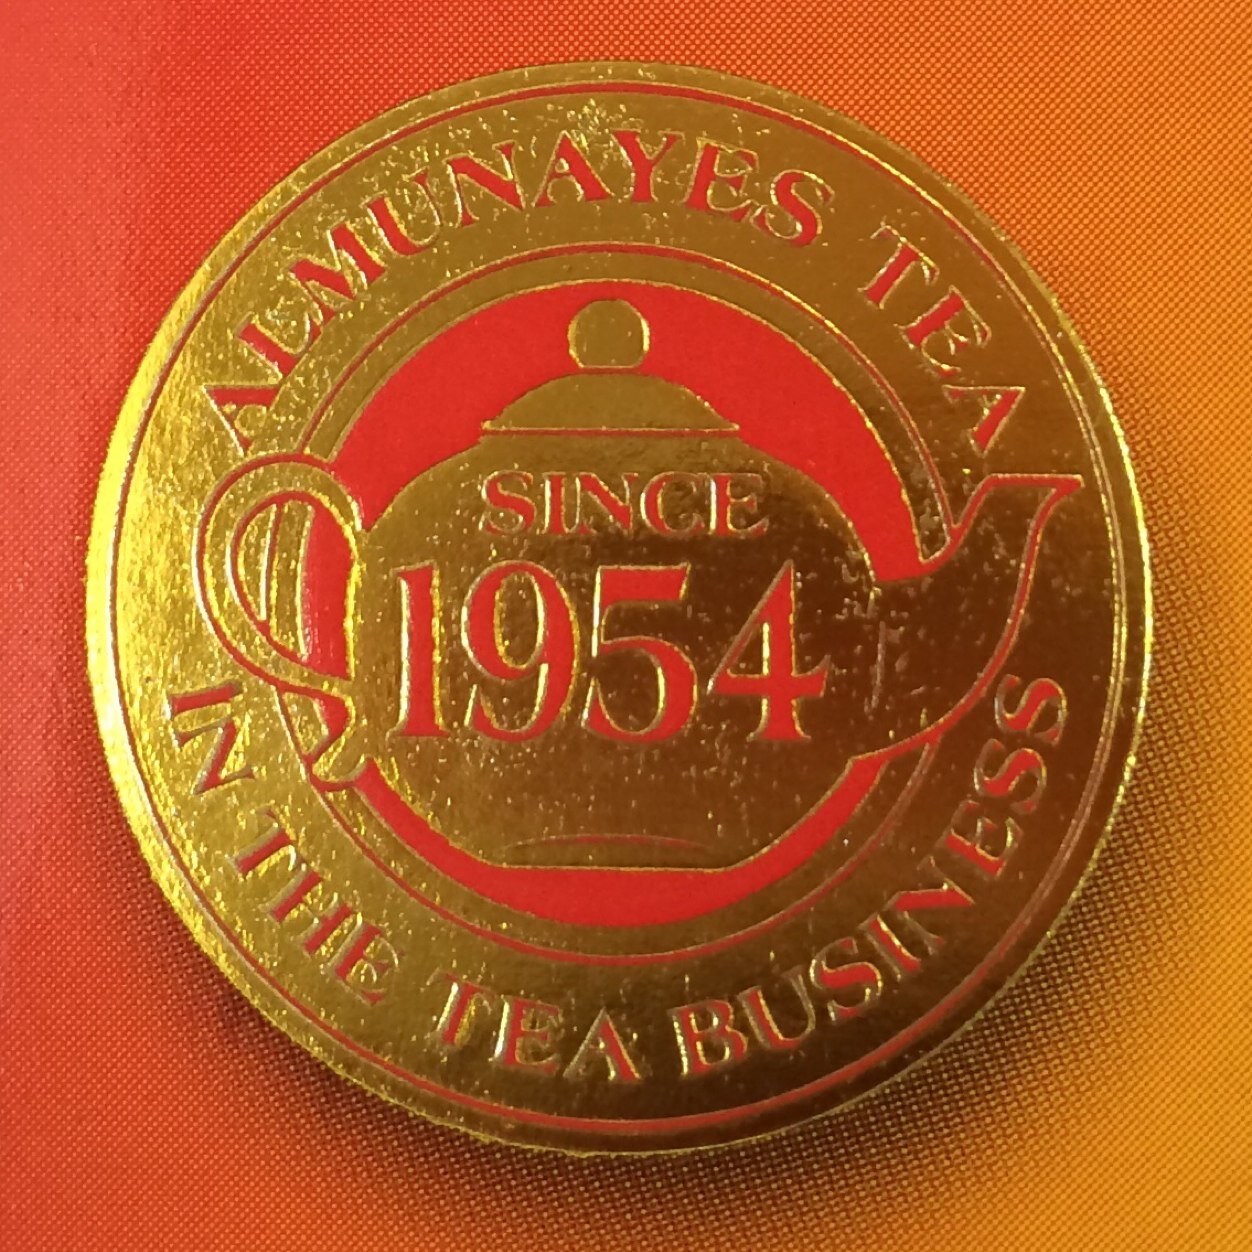 ALMUNAYES TEA
SINCE
1954
IN THE TEA BUSINESS